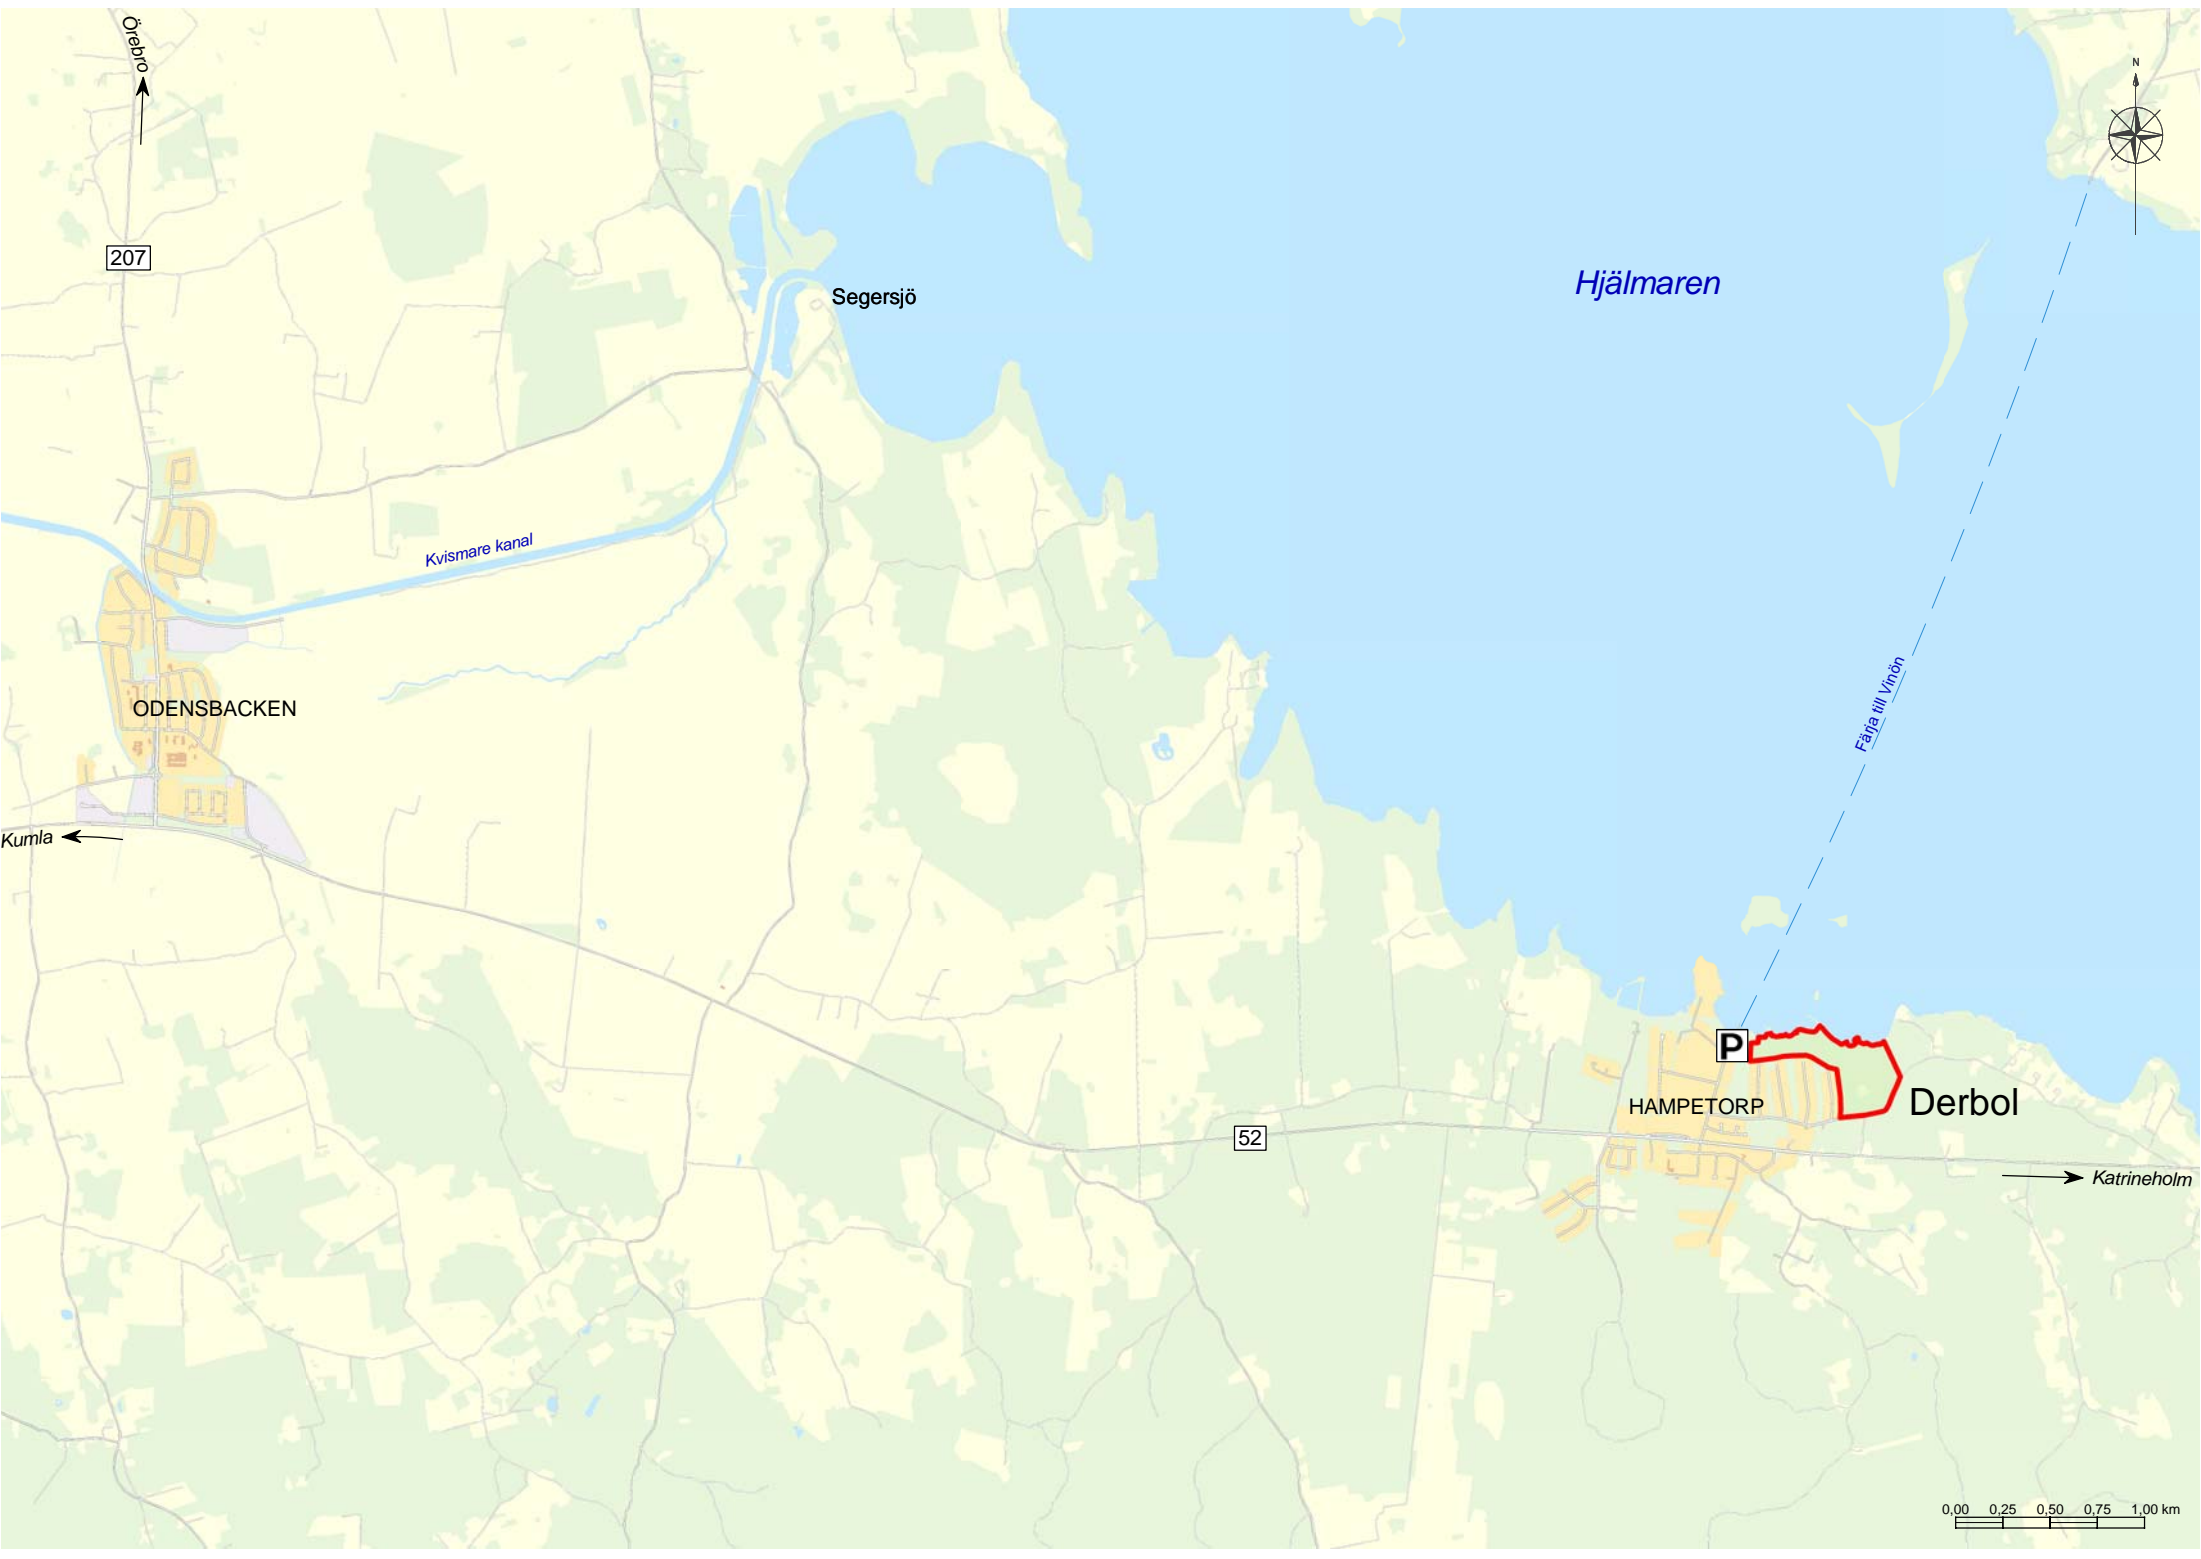 Örebro
N
207
Hjälmaren
Segersjö
Kvismare kanal
Färja till Vinön
ODENSBACKEN
Kumla
P
HAMPETORP
Derbol
52
Katrineholm
0,00 0,25 0,50 0,75 1,00 km